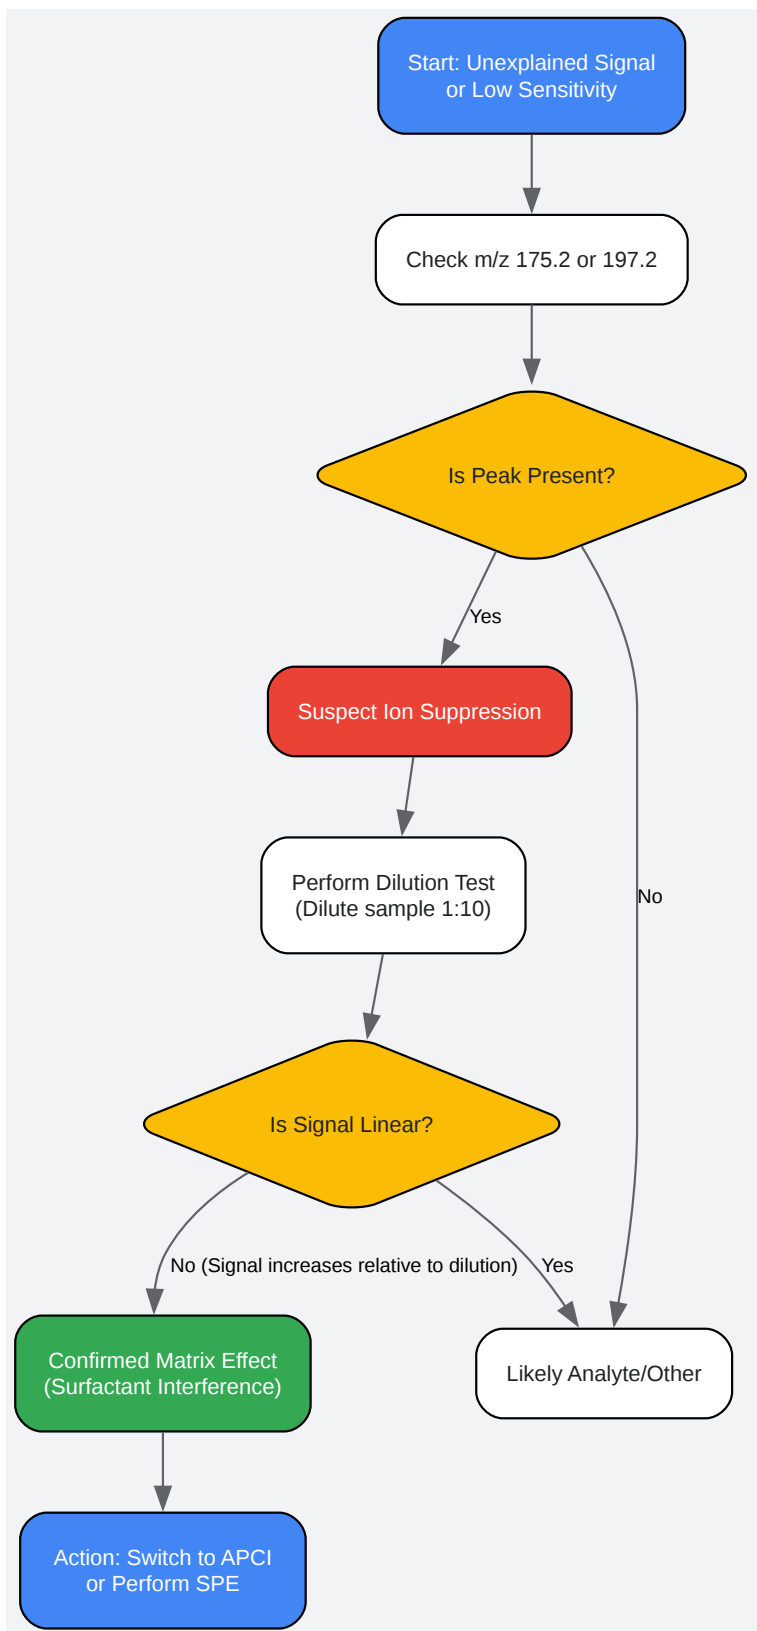 Start: Unexplained Signal
or Low Sensitivity
Check m/z 175.2 or 197.2
Is Peak Present?
Yes
Suspect Ion Suppression
Perform Dilution Test
(Dilute sample 1:10)
No
Is Signal Linear?
No (Signal increases relative to dilution)
Yes
Confirmed Matrix Effect
(Surfactant Interference)
Likely Analyte/Other
Action: Switch to APCI
or Perform SPE